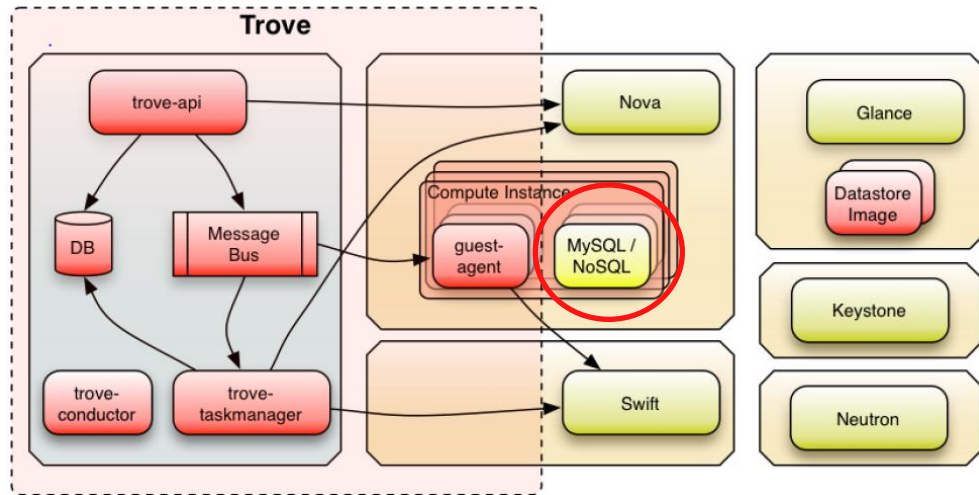 Trove
trove-api
DB
Message
Bus
trove-
conductor
trove-
taskmanager
Nova
Compute Instance
guest-
agent
MySQL /
NoSQL
Swift
Glance
Datastore
Image
Keystone
Neutron